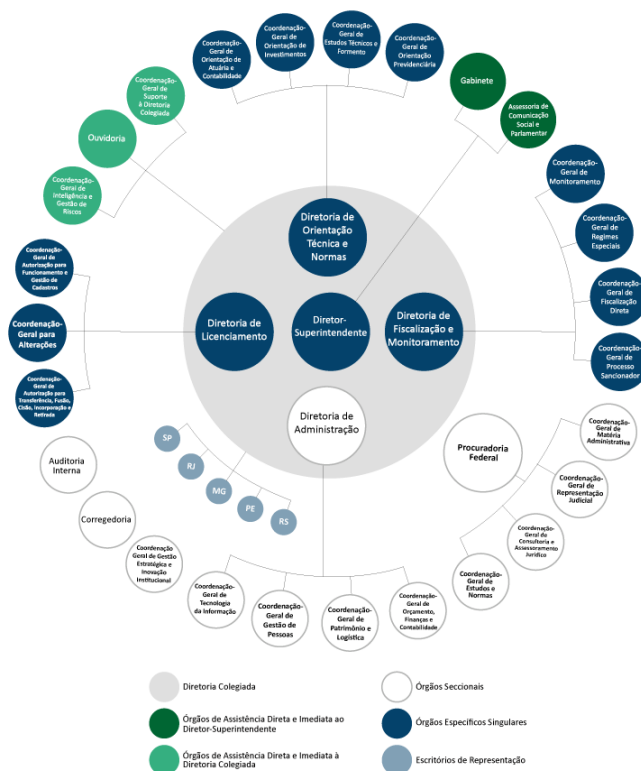 Coordenação-
Geral
de Estudos Técnicos e
Formento
Coordenação-
Geral de
Orientação de
Investimentos
Coordenação-
Geral
de Orientação
Previdenciária
Coordenação-
Geral de
Orientação de
Atuária e
Contabilidade
Gabinete
Assessoria de
Comunicação
Social e
Parlamentar
Coordenação-
Geral
de Suporte
à Diretoria
Colegiada
Ouvidoria
Coordenação-
Geral de
Inteligência e
Gestão de
Riscos
Coordenação-
Geral de
Monitoramento
Coordenação-
Geral de
Regimes
Especiais
Coordenação-
Geral de
Fiscalização
Direta
Coordenação-
Geral de
Processo
Sancionador
Diretoria de
Orientação
Técnica e
Normas
Coordenação-
Geral de
Autorização para
Funcionamento e
Gestão de
Cadastros
Coordenação-
Geral para
Alterações
Coordenação-
Geral de
Autorização para
Transferência, Fusão,
Cisão, Incorporação e
Retirada
Diretoria de
Licenciamento
Diretor-
Superintendente
Diretoria de
Fiscalização e
Monitoramento
Diretoria de
Administração
SP
RJ
MG
PE
RS
Auditoria
Interna
Corregedoria
Coordenação
Geral de Gestão
Estratégica e
Inovação
Institucional
Procuradoria
Federal
Coordenação-
Geral de
Matéria
Administrativa
Coordenação-
Geral de
Representação
Judicial
Coordenação-
Geral de
Consultoria e
Assessoramento
Jurídico
Coordenação-
Geral de
Estudos e
Normas
Coordenação-
Geral de
Tecnologia
da Informação
Coordenação-
Geral de
Gestão de
Pessoas
Coordenação-
Geral de
Patrimônio e
Logística
Coordenação-
Geral de
Orçamento,
Finanças e
Contabilidade
Diretoria Colegiada
Órgãos de Assistência Direta e Imediata ao
Diretor-Superintendente
Órgãos de Assistência Direta e Imediata à
Diretoria Colegiada
Órgãos Seccionais
Órgãos Específicos Singulares
Escritórios de Representação